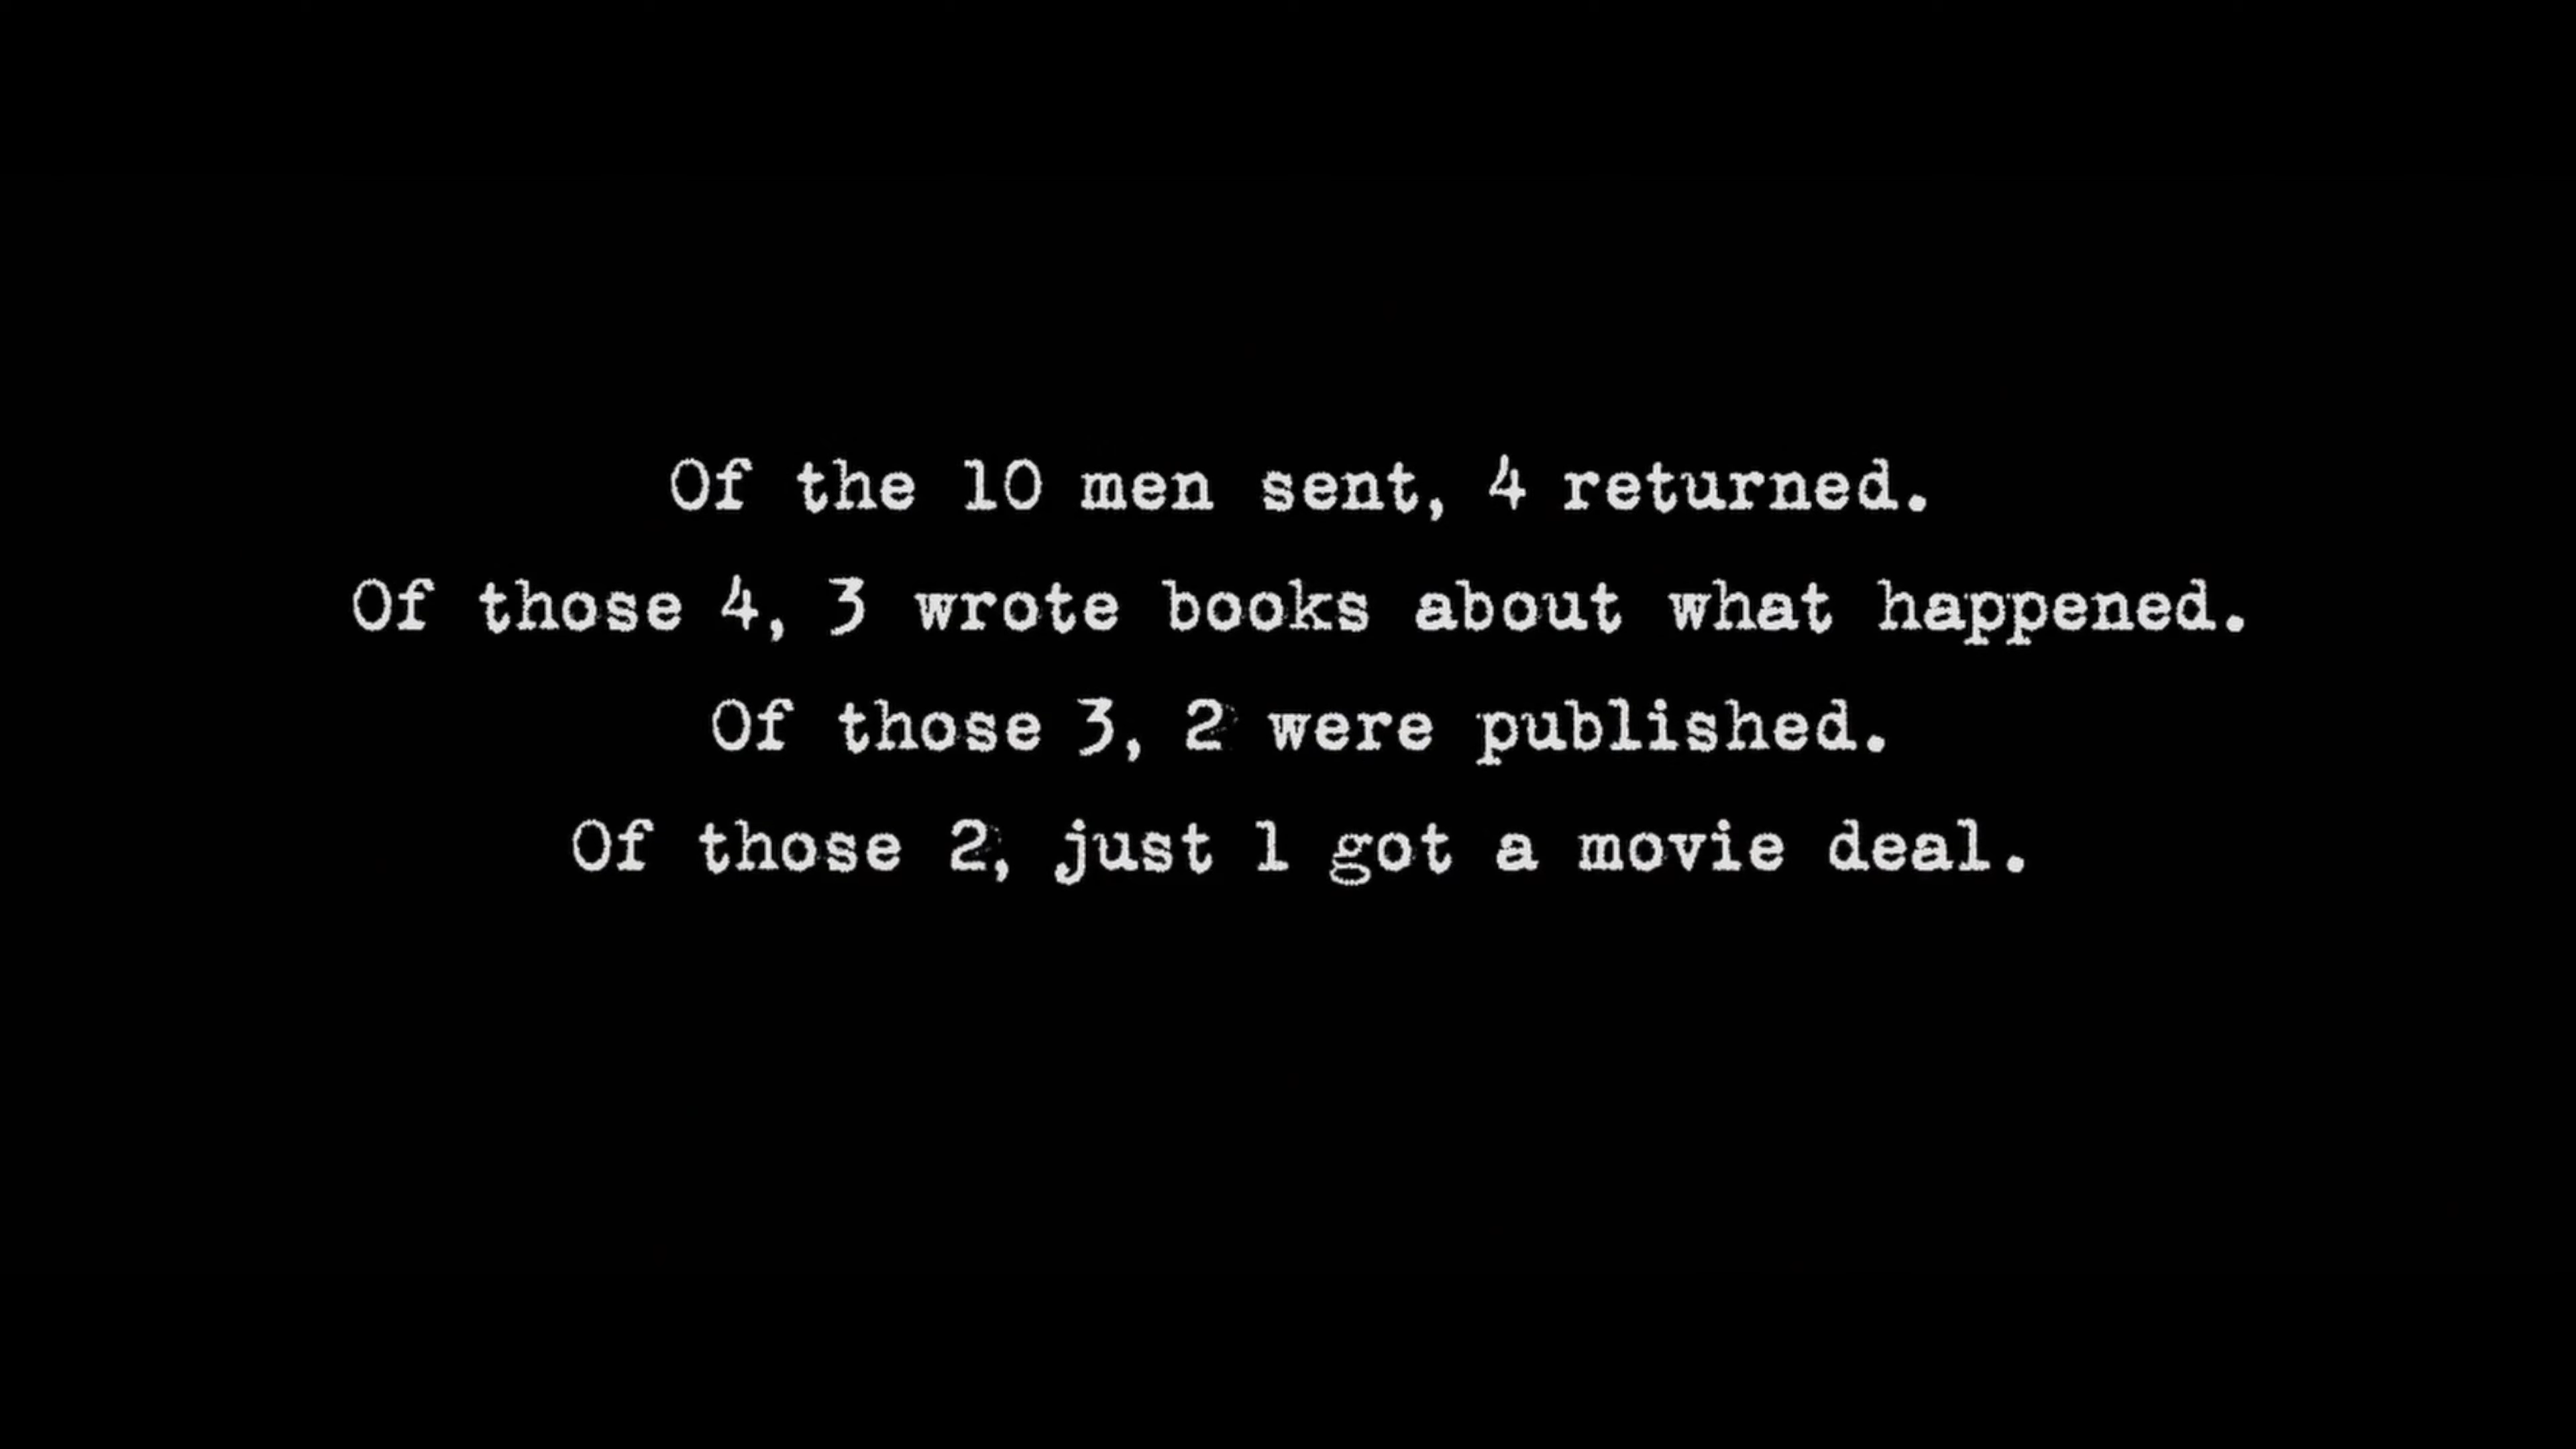 Of the 10 men sent, 4 returned.
Of those 4, 3 wrote books about what happened.
Of those 3, 2 were published.
Of those 2, just 1 got a movie deal.